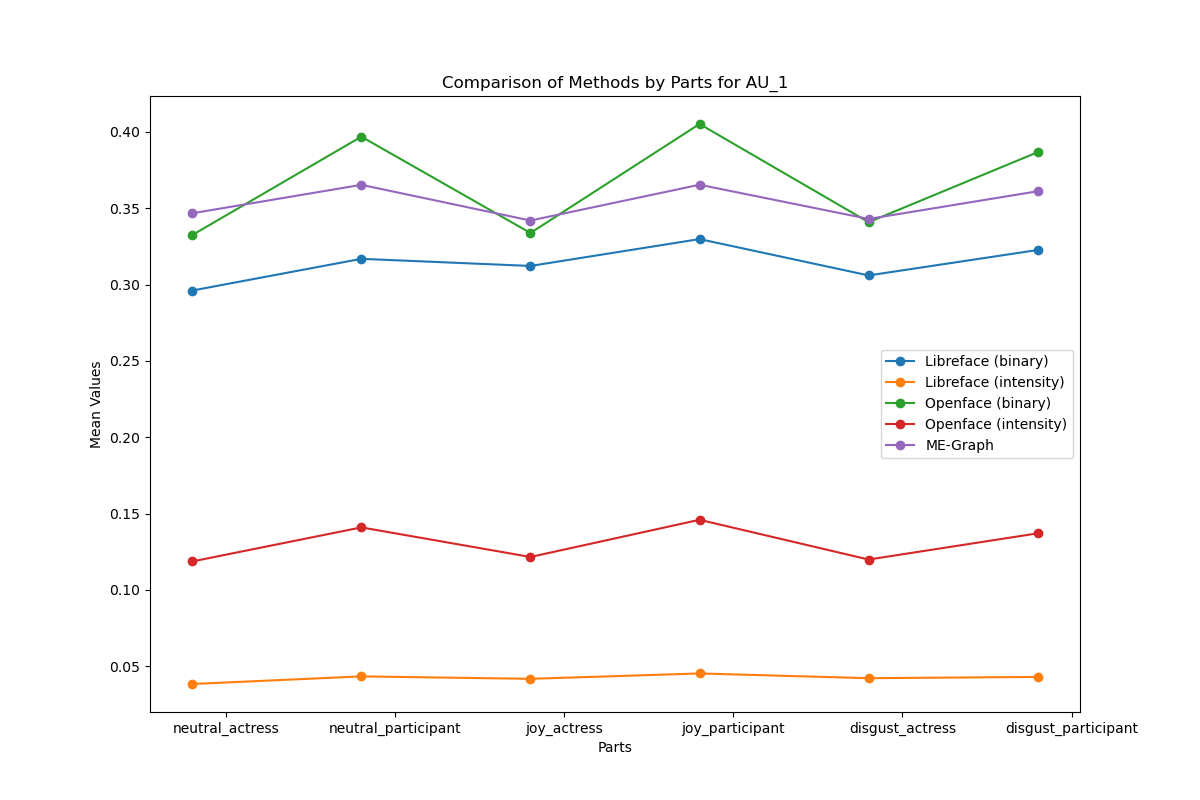 Comparison of Methods by Parts for AU_1
Mean Values
0.40
0.35
0.30
0.25
0.20
0.15
0.10
0.05
Libreface (binary)
Libreface (intensity)
Openface (binary)
Openface (intensity)
ME-Graph
neutral_actress neutral_participant joy_actress joy_participant disgust_actress disgust_participant
Parts